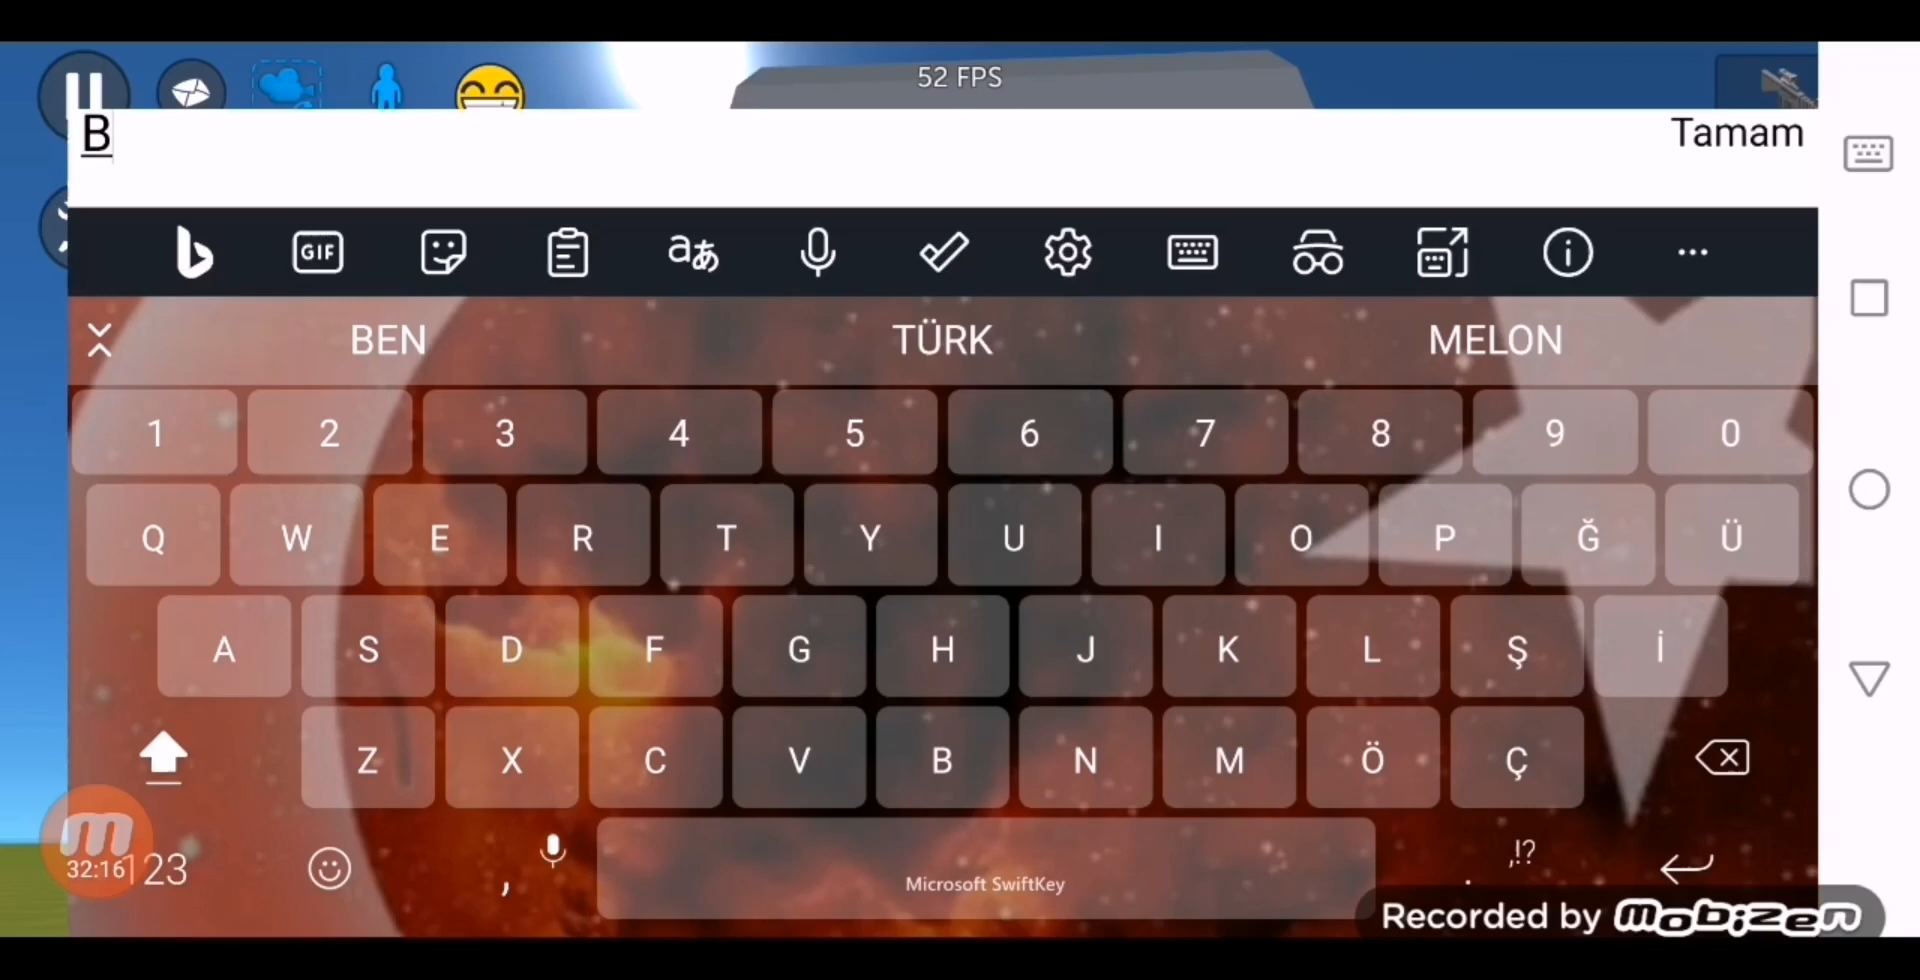 52 FPS
B
Tamam
GIF
aあ
BEN TÜRK MELON
1 2 3 4 5 6 7 8 9 0
Q W E R T Y U I O P Ğ Ü
A S D F G H J K L Ş İ
Z X C V B N M Ö Ç
32:16
123
, Microsoft SwiftKey . ,!?
Recorded by mobizen